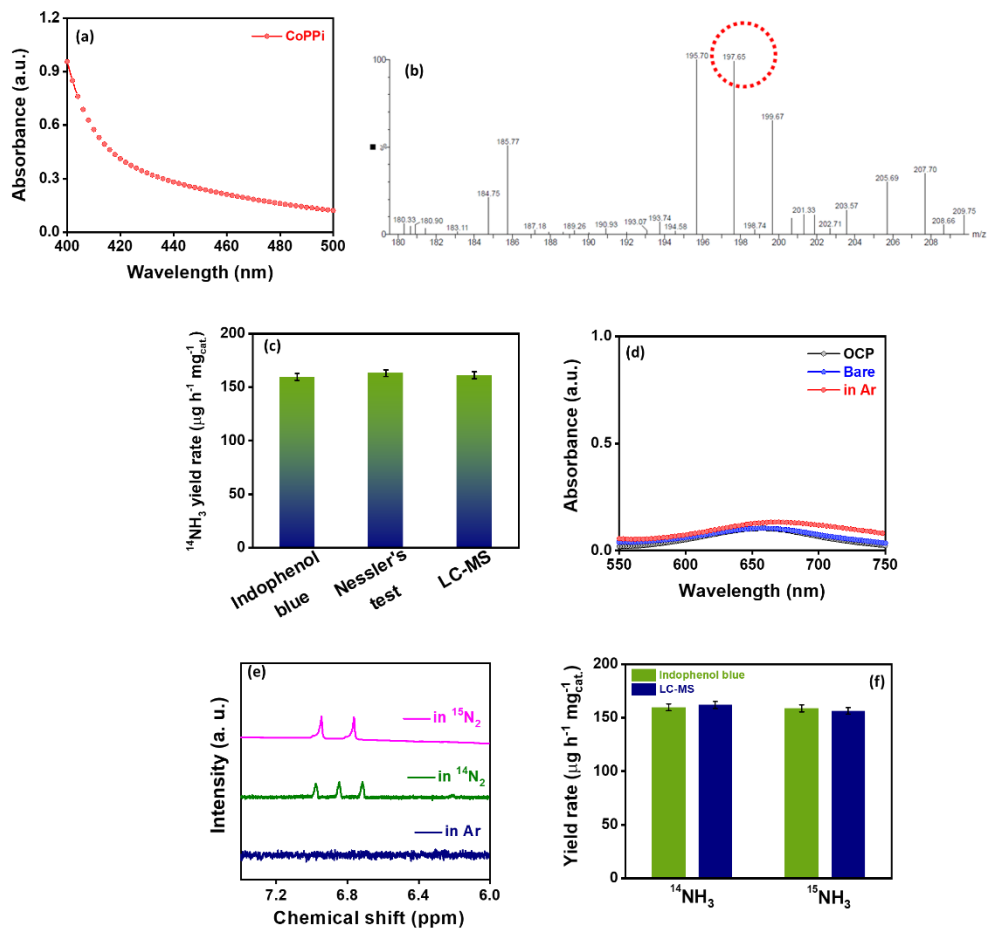 (a)
CoPPi
1.2
0.9
0.6
0.3
0.0
Absorbance (a.u.)
400 420 440 460 480 500
Wavelength (nm)
(b)
100
0
195.70
197.65
199.67
185.77
184.75
180.33
180.90
183.11
187.18
189.26
190.93
193.07
193.74
194.58
198.74
201.33
202.71
203.57
205.69
207.70
208.66
209.75
180 182 184 186 188 190 192 194 196 198 200 202 204 206 208
m/z
(c)
200
150
100
50
0
¹⁴NH₃ yield rate (µg h⁻¹ mg⁻¹cat.)
Indophenol blue
Nessler's test
LC-MS
(d)
OCP
Bare
in Ar
1.0
0.5
0.0
Absorbance (a.u.)
550 600 650 700 750
Wavelength (nm)
(e)
in ¹⁵N₂
in ¹⁴N₂
in Ar
Intensity (a. u.)
7.2 6.8 6.4 6.0
Chemical shift (ppm)
(f)
Indophenol blue
LC-MS
200
150
100
50
0
Yield rate (µg h⁻¹ mg⁻¹cat.)
¹⁴NH₃ ¹⁵NH₃